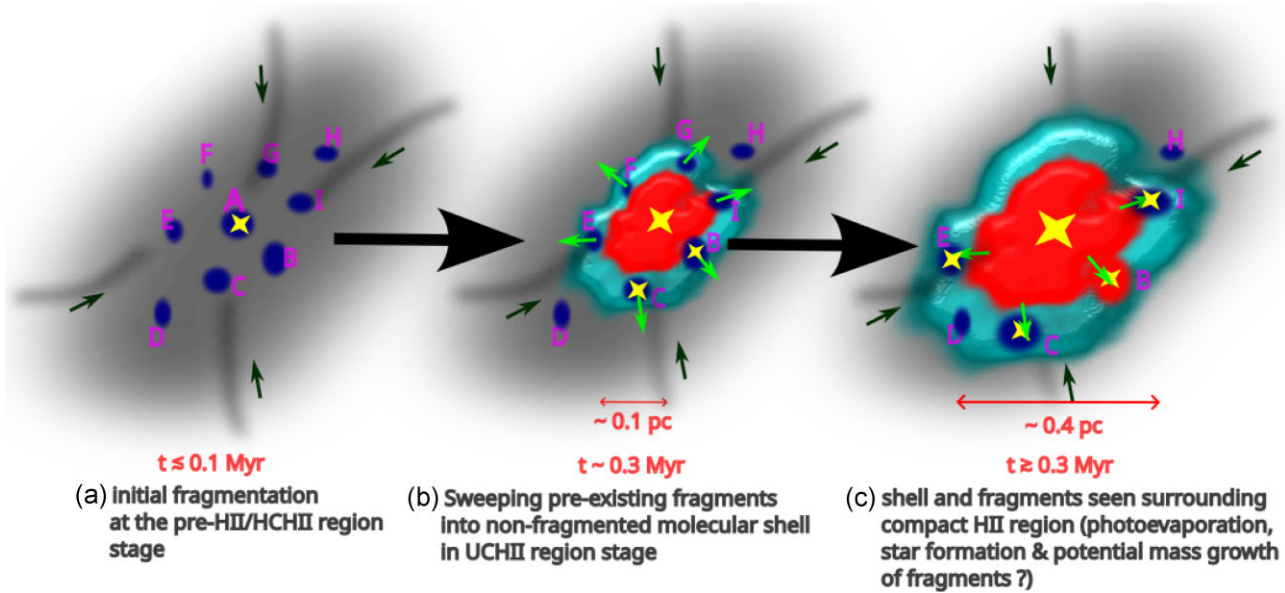 H
F
G
A
I
E
B
C
D
G
H
F
I
E
B
C
D
H
I
E
B
D
C
~ 0.1 pc
~ 0.4 pc
t ≲ 0.1 Myr
t ~ 0.3 Myr
t ≳ 0.3 Myr
(a) initial fragmentation
at the pre-HII/HCHII region
stage
(b) Sweeping pre-existing fragments
into non-fragmented molecular shell
in UCHII region stage
(c) shell and fragments seen surrounding
compact HII region (photoevaporation,
star formation & potential mass growth
of fragments ?)